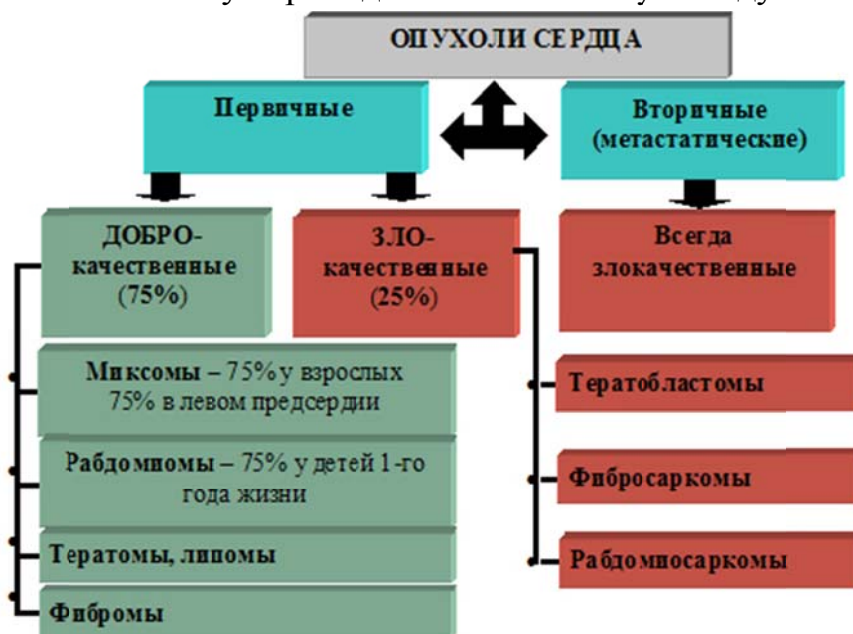 ОПУХОЛИ СЕРДЦА
Первичные
Вторичные
(метастатические)
ДОБРО-
качественные
(75%)
ЗЛО-
качественные
(25%)
Всегда
злокачественные
Миксомы – 75% у взрослых
75% в левом предсердии
Рабдомиомы – 75% у детей 1-го
года жизни
Тератомы, липомы
Фибромы
Тератобластомы
Фибросаркомы
Рабдомиосаркомы